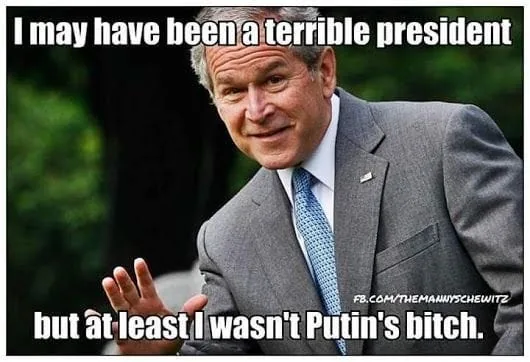 I may have been a terrible president
FB.COM/THEMANNYSCHEWITZ
but at least I wasn't Putin's bitch.